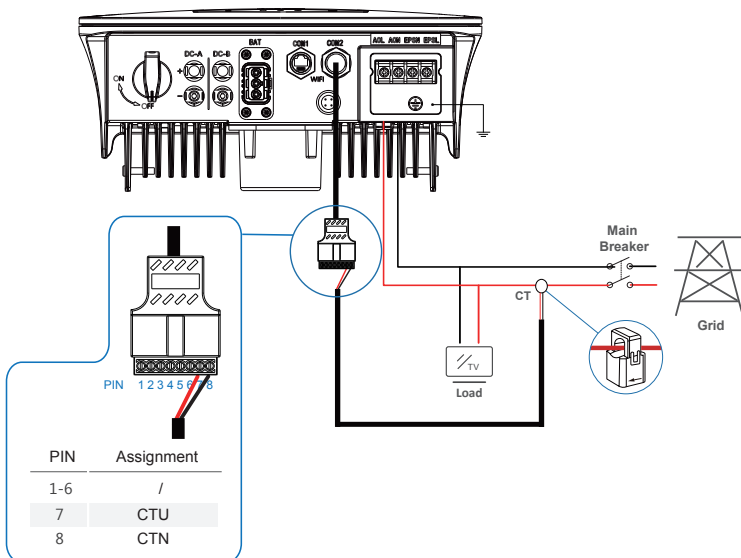 DC-A DC-B BAT COM1 COM2 ACL ACN EPSN EPSL
ON
+
WIFI
-
OFF
Main
Breaker
CT
Grid
TV
Load
PIN 1 2 3 4 5 6 7 8
PIN Assignment
1-6 /
7 CTU
8 CTN